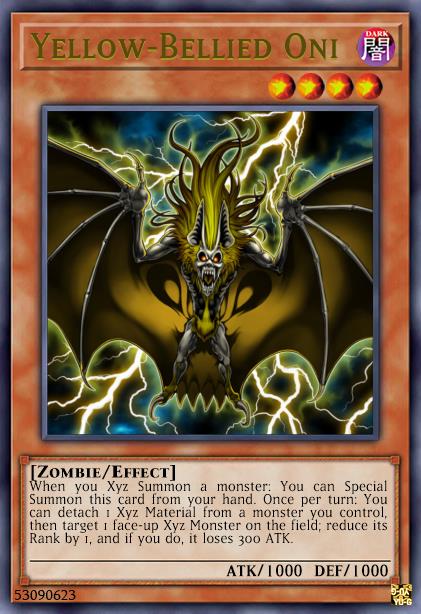 Yellow-Bellied Oni
DARK
闇
[Zombie/Effect]
When you Xyz Summon a monster: You can Special
Summon this card from your hand. Once per turn: You
can detach 1 Xyz Material from a monster you control,
then target 1 face-up Xyz Monster on the field; reduce its
Rank by 1, and if you do, it loses 300 ATK.
ATK/1000 DEF/1000
53090623